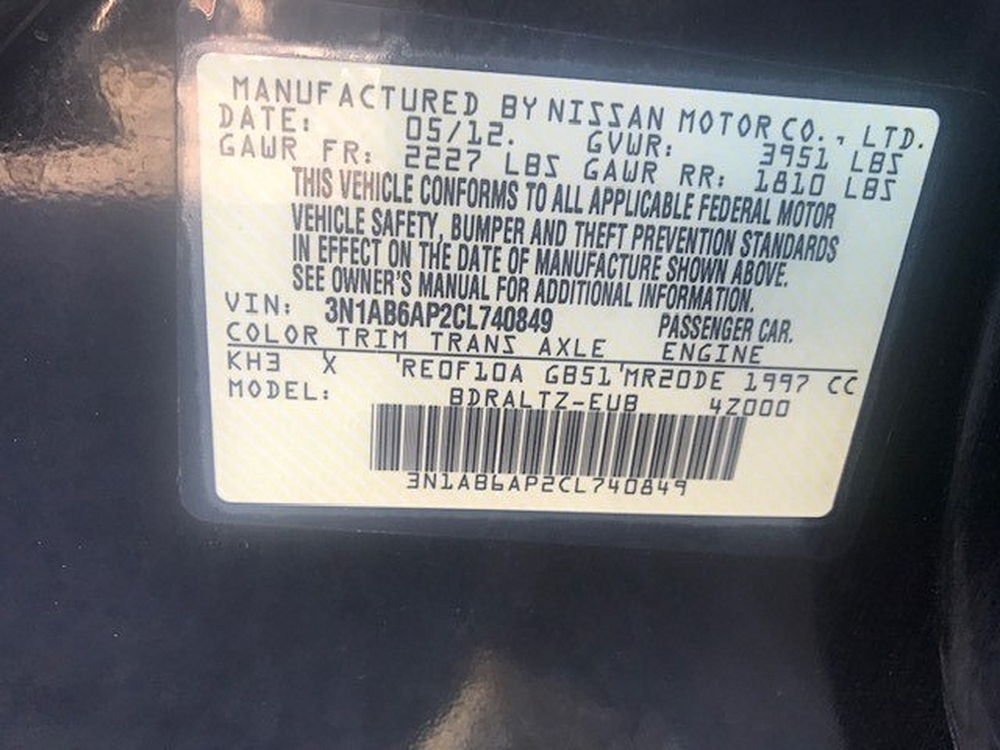 MANUFACTURED BY NISSAN MOTOR CO., LTD.
DATE: 05/12. GVWR: 3951 LBS
GAWR FR: 2227 LBS GAWR RR: 1810 LBS
THIS VEHICLE CONFORMS TO ALL APPLICABLE FEDERAL MOTOR
VEHICLE SAFETY, BUMPER AND THEFT PREVENTION STANDARDS
IN EFFECT ON THE DATE OF MANUFACTURE SHOWN ABOVE.
SEE OWNER'S MANUAL FOR ADDITIONAL INFORMATION.
VIN: 3N1AB6AP2CL740849 PASSENGER CAR.
COLOR TRIM TRANS AXLE ENGINE
KH3 X RE0F10A GB51 MR20DE 1997 CC
MODEL: BDRALTZ-EUB 4Z000
3N1AB6AP2CL740849